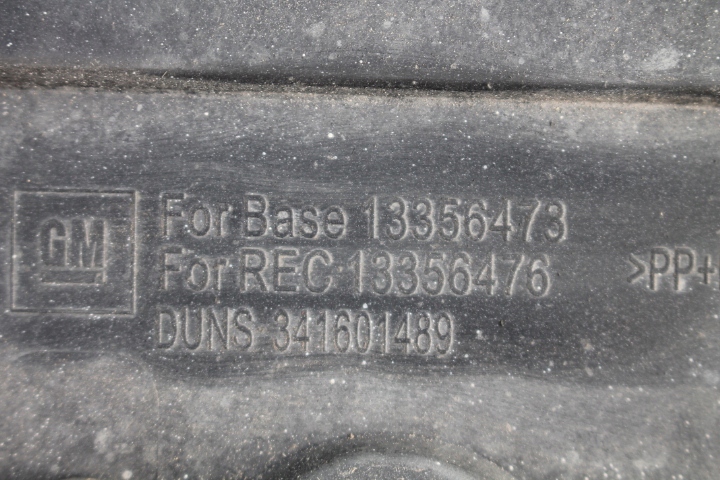 GM
For Base 13356473
For REC 13356476
>PP+
DUNS 341601489